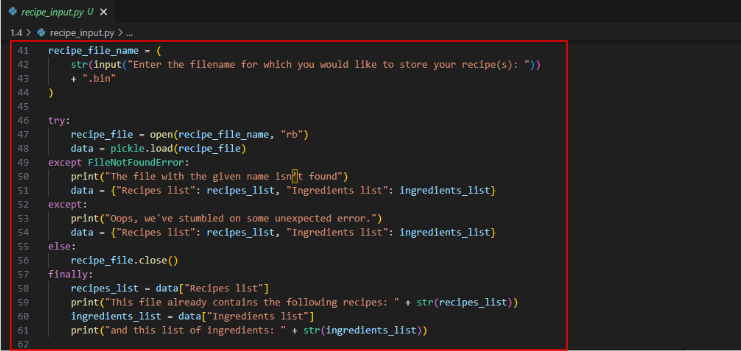 recipe_input.py U ×
1.4 > recipe_input.py > ...
41 recipe_file_name = (
42     str(input("Enter the filename for which you would like to store your recipe(s): "))
43     + ".bin"
44 )
45
46 try:
47     recipe_file = open(recipe_file_name, "rb")
48     data = pickle.load(recipe_file)
49 except FileNotFoundError:
50     print("The file with the given name isn’t found")
51     data = {"Recipes list": recipes_list, "Ingredients list": ingredients_list}
52 except:
53     print("Oops, we've stumbled on some unexpected error.")
54     data = {"Recipes list": recipes_list, "Ingredients list": ingredients_list}
55 else:
56     recipe_file.close()
57 finally:
58     recipes_list = data["Recipes list"]
59     print("This file already contains the following recipes: " + str(recipes_list))
60     ingredients_list = data["Ingredients list"]
61     print("and this list of ingredients: " + str(ingredients_list))
62